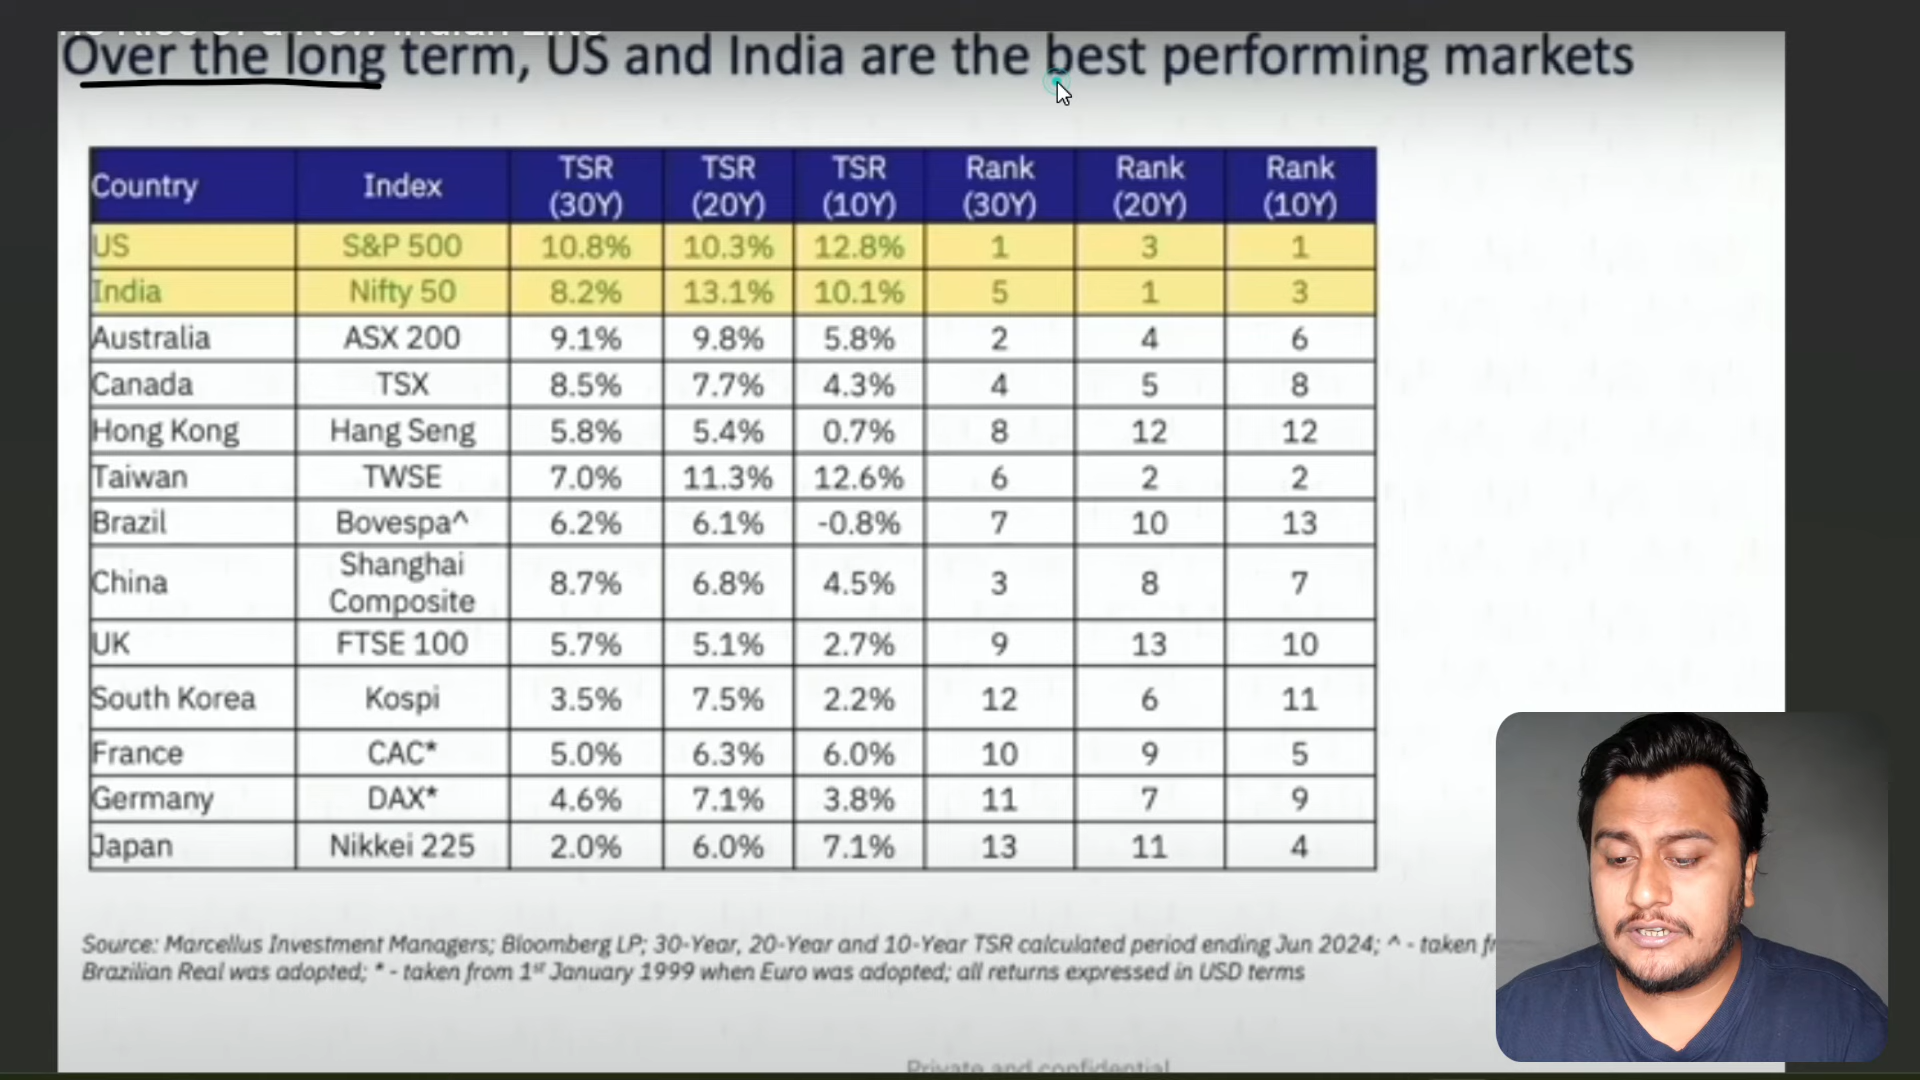 Over the long term, US and India are the best performing markets
Country Index TSR (30Y) TSR (20Y) TSR (10Y) Rank (30Y) Rank (20Y) Rank (10Y)
US S&P 500 10.8% 10.3% 12.8% 1 3 1
India Nifty 50 8.2% 13.1% 10.1% 5 1 3
Australia ASX 200 9.1% 9.8% 5.8% 2 4 6
Canada TSX 8.5% 7.7% 4.3% 4 5 8
Hong Kong Hang Seng 5.8% 5.4% 0.7% 8 12 12
Taiwan TWSE 7.0% 11.3% 12.6% 6 2 2
Brazil Bovespa^ 6.2% 6.1% -0.8% 7 10 13
China Shanghai Composite 8.7% 6.8% 4.5% 3 8 7
UK FTSE 100 5.7% 5.1% 2.7% 9 13 10
South Korea Kospi 3.5% 7.5% 2.2% 12 6 11
France CAC* 5.0% 6.3% 6.0% 10 9 5
Germany DAX* 4.6% 7.1% 3.8% 11 7 9
Japan Nikkei 225 2.0% 6.0% 7.1% 13 11 4
Source: Marcellus Investment Managers; Bloomberg LP; 30-Year, 20-Year and 10-Year TSR calculated period ending Jun 2024; ^ - taken
Brazilian Real was adopted; * - taken from 1st January 1999 when Euro was adopted; all returns expressed in USD terms
Private and confidential